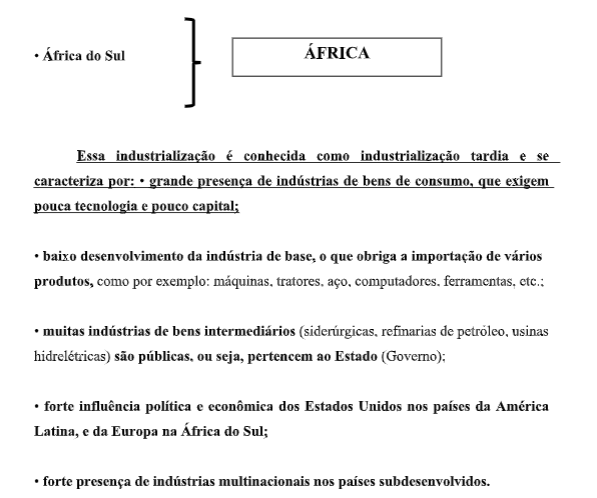 • África do Sul
ÁFRICA
Essa industrialização é conhecida como industrialização tardia e se
caracteriza por: • grande presença de indústrias de bens de consumo, que exigem
pouca tecnologia e pouco capital;
• baixo desenvolvimento da indústria de base, o que obriga a importação de vários
produtos, como por exemplo: máquinas, tratores, aço, computadores, ferramentas, etc.;
• muitas indústrias de bens intermediários (siderúrgicas, refinarias de petróleo, usinas
hidrelétricas) são públicas, ou seja, pertencem ao Estado (Governo);
• forte influência política e econômica dos Estados Unidos nos países da América
Latina, e da Europa na África do Sul;
• forte presença de indústrias multinacionais nos países subdesenvolvidos.